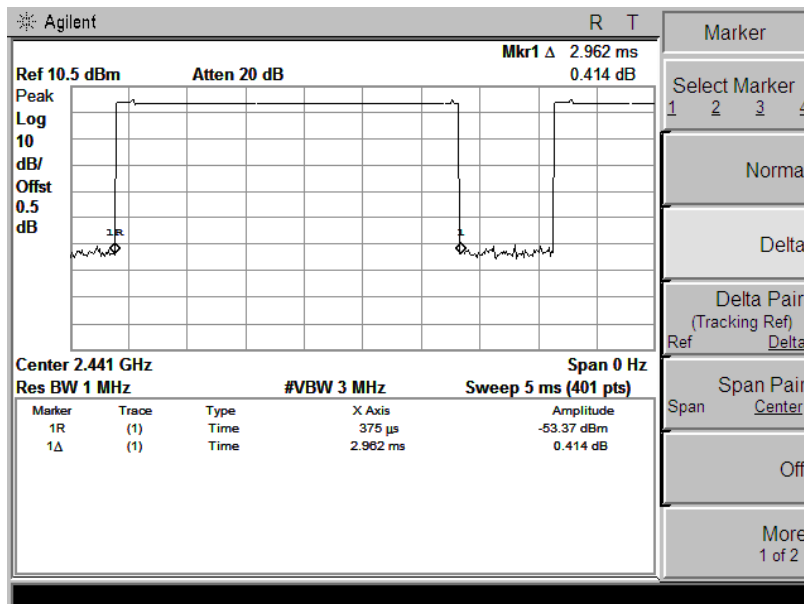 Agilent R T
Mkr1 Δ 2.962 ms
Ref 10.5 dBm Atten 20 dB 0.414 dB
Peak
Log
10
dB/
Offst
0.5
dB
1R 1
Center 2.441 GHz Span 0 Hz
Res BW 1 MHz #VBW 3 MHz Sweep 5 ms (401 pts)
Marker Trace Type X Axis Amplitude
1R (1) Time 375 µs -53.37 dBm
1Δ (1) Time 2.962 ms 0.414 dB
Marker
Select Marker
1 2 3 4
Norma
Delta
Delta Pair
(Tracking Ref)
Ref Delta
Span Pair
Span Center
Off
More
1 of 2